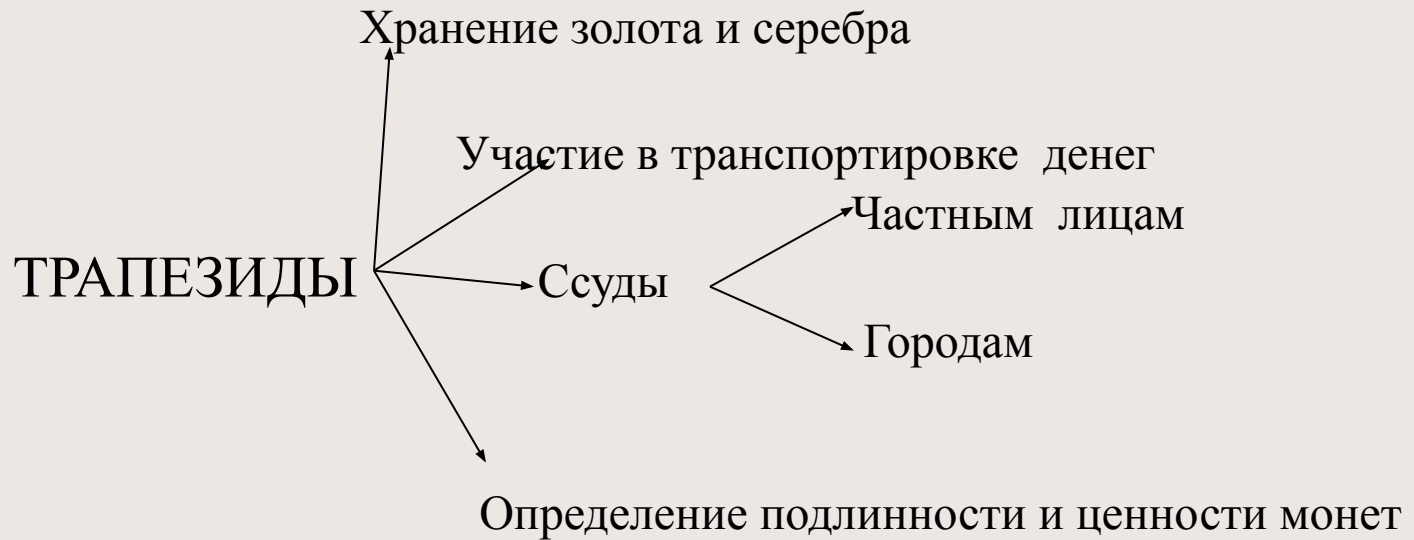 Хранение золота и серебра
Участие в транспортировке денег
Частным лицам
ТРАПЕЗИДЫ
Ссуды
Городам
Определение подлинности и ценности монет